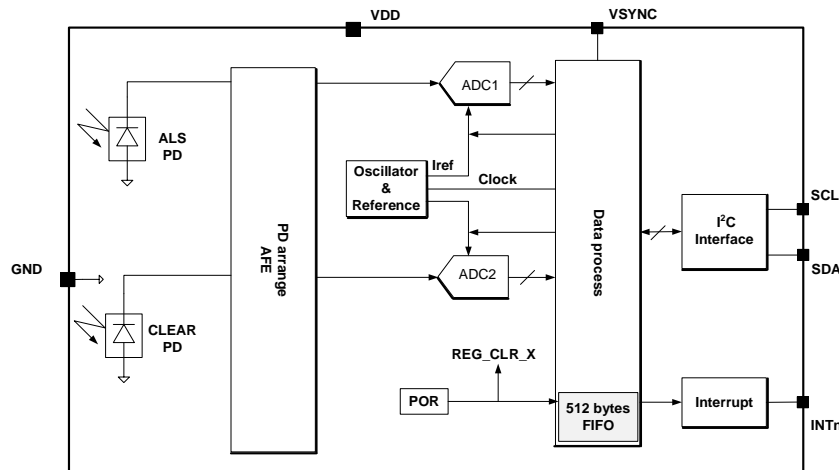 VDD
VSYNC
ADC1
ALS
PD
Iref
Oscillator
&
Reference
Clock
PD arrange
AFE
Data process
SCL
I²C
Interface
SDA
GND
ADC2
CLEAR
PD
REG_CLR_X
POR
512 bytes
FIFO
Interrupt
INTn